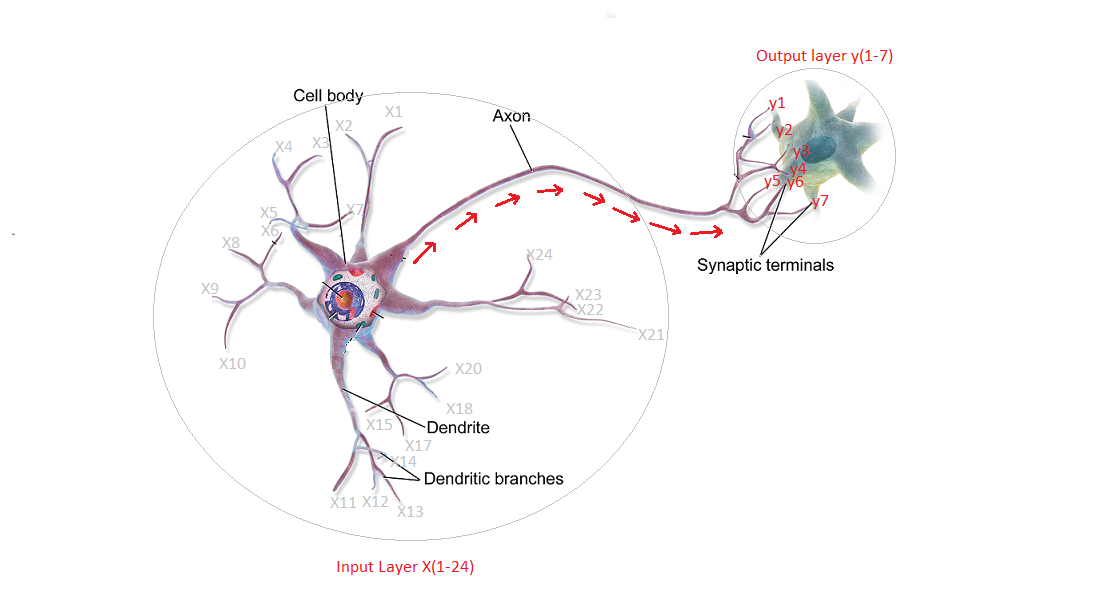 Output layer y(1-7)
Cell body
X1
Axon
y1
X2
y2
X4
X3
y3
y4
y5
y6
X5
X7
y7
X6
X8
X24
Synaptic terminals
X9
X23
X22
X21
X10
X20
X18
X15
Dendrite
X17
X14
Dendritic branches
X11
X12
X13
Input Layer X(1-24)